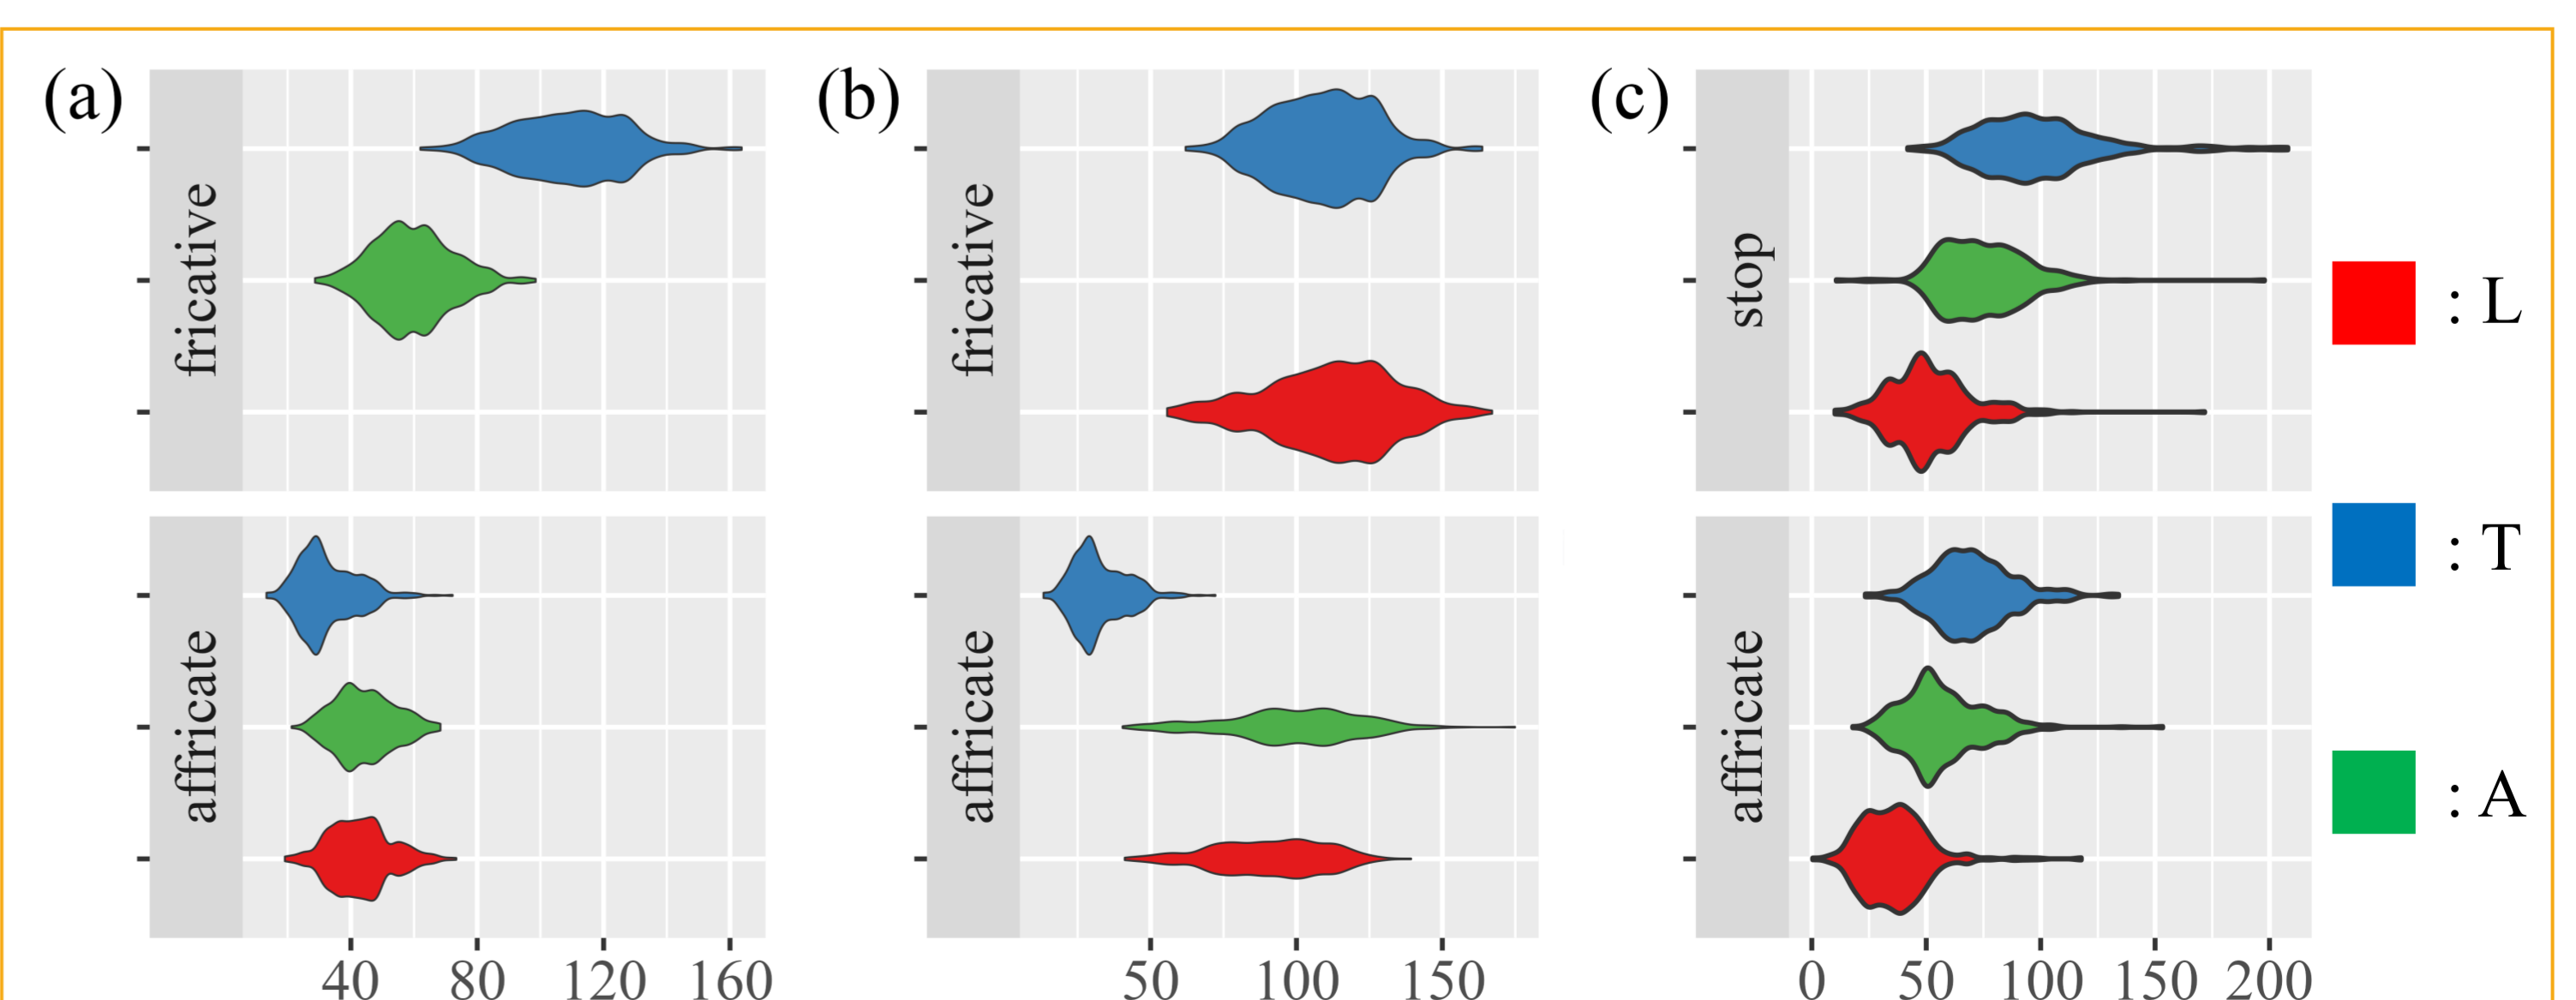 (a)
fricative
affricate
40 80 120 160
(b)
fricative
affricate
50 100 150
(c)
stop
affricate
0 50 100 150 200
: L
: T
: A